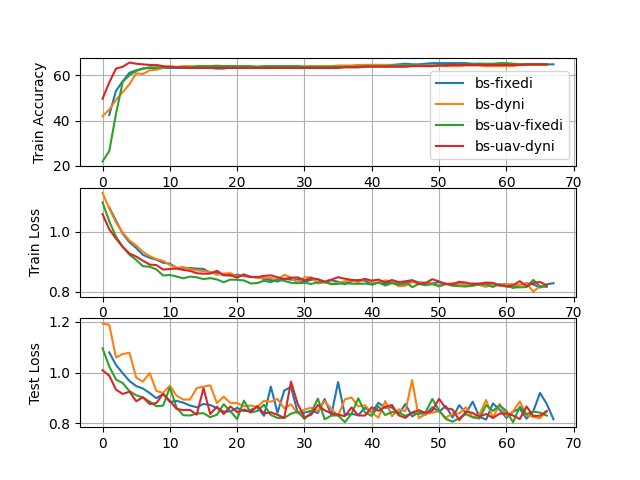 Train Accuracy
60
40
20
bs-fixedi
bs-dyni
bs-uav-fixedi
bs-uav-dyni
0 10 20 30 40 50 60 70
Train Loss
1.0
0.8
0 10 20 30 40 50 60 70
Test Loss
1.2
1.0
0.8
0 10 20 30 40 50 60 70